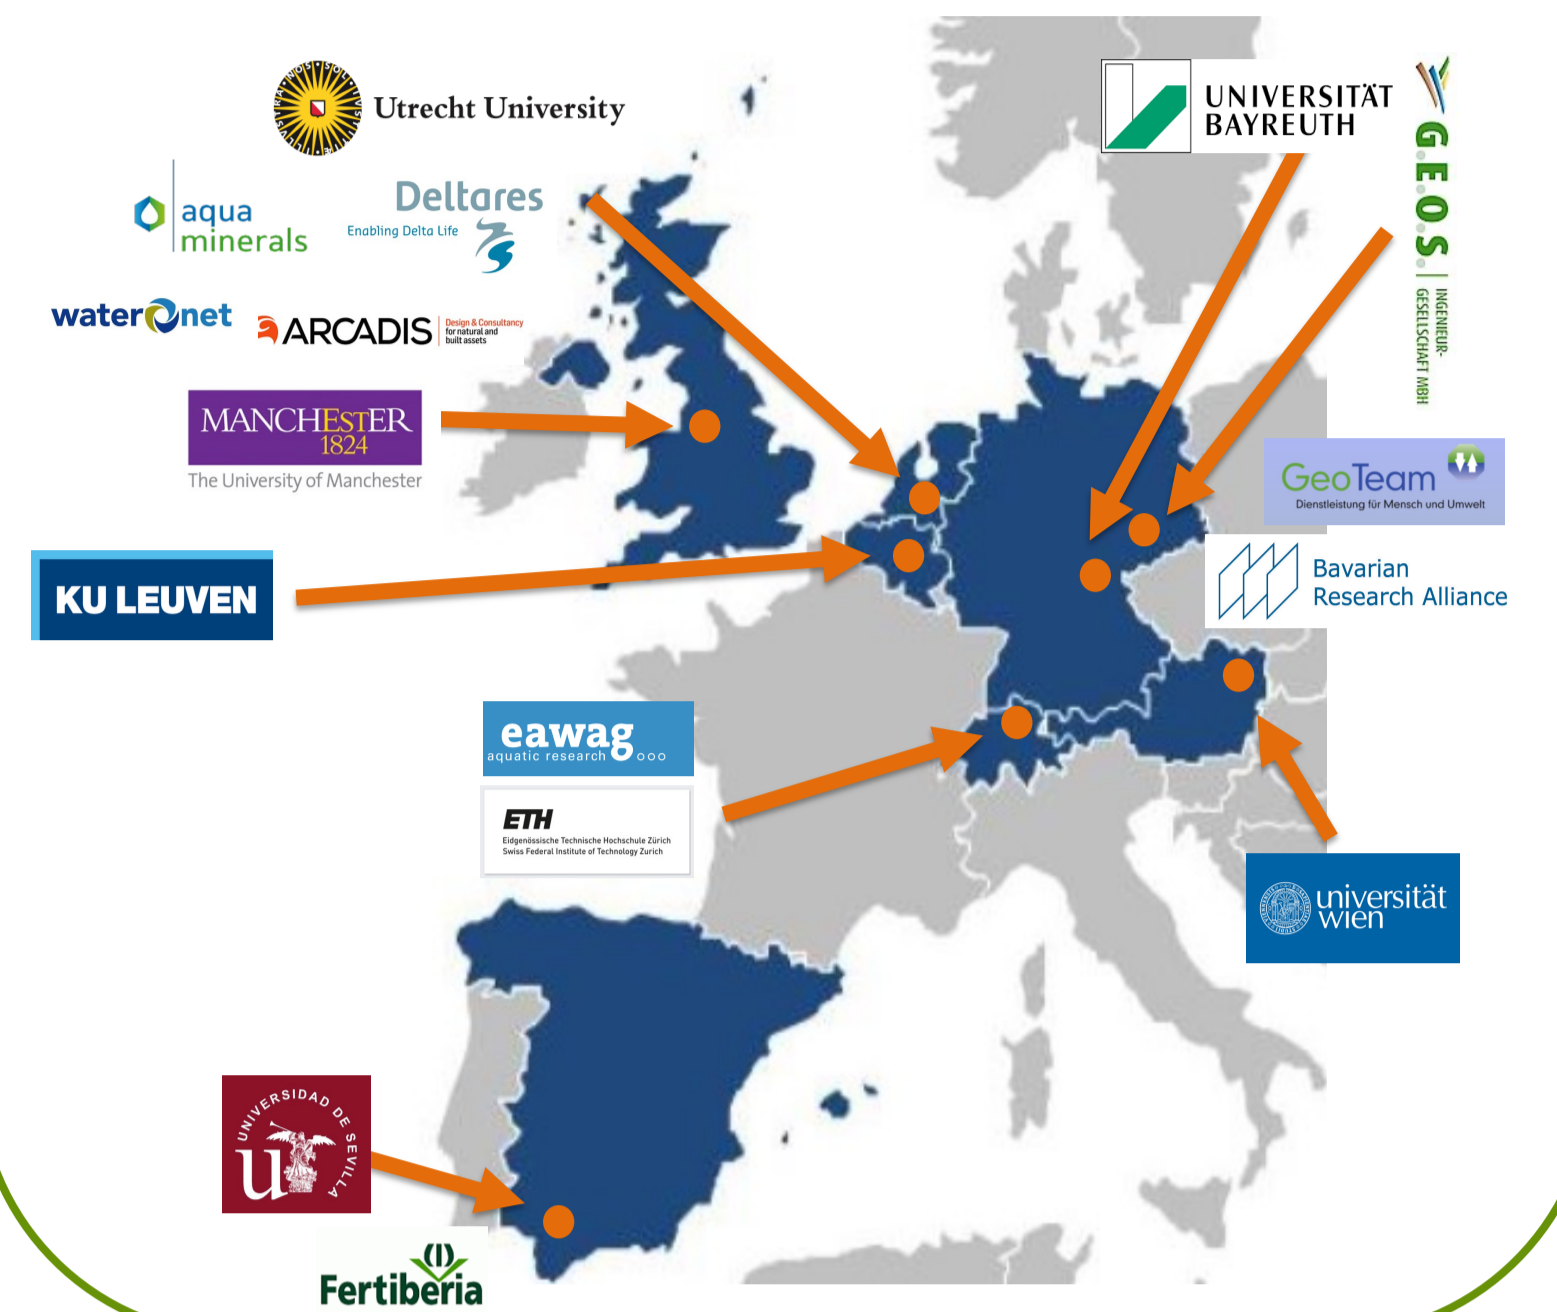 Utrecht University
aqua
minerals
Deltares
Enabling Delta Life
waternet
ARCADIS
Design & Consultancy
for natural and
built assets
MANCHESTER
1824
The University of Manchester
KU LEUVEN
eawag
aquatic research
ETH
Eidgenössische Technische Hochschule Zürich
Swiss Federal Institute of Technology Zurich
UNIVERSIDAD DE SEVILLA
Fertiberia
UNIVERSITÄT
BAYREUTH
G.E.O.S.
INGENIEUR-
GESELLSCHAFT MBH
GeoTeam
Dienstleistung für Mensch und Umwelt
Bavarian
Research Alliance
universität
wien